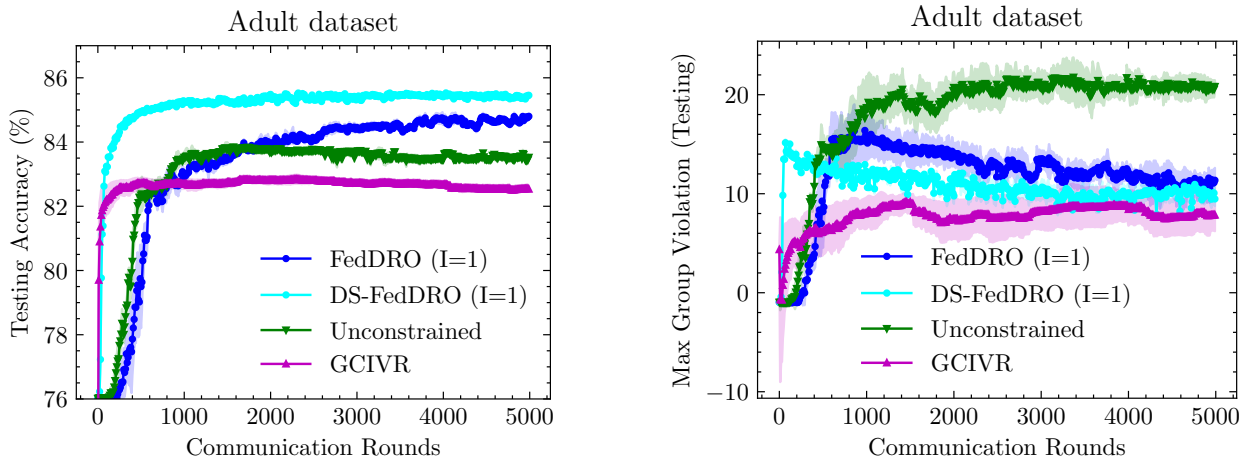 Adult dataset
Testing Accuracy (%)
86
84
82
80
78
76
FedDRO (I=1)
DS-FedDRO (I=1)
Unconstrained
GCIVR
0 1000 2000 3000 4000 5000
Communication Rounds
Adult dataset
Max Group Violation (Testing)
20
10
0
−10
FedDRO (I=1)
DS-FedDRO (I=1)
Unconstrained
GCIVR
0 1000 2000 3000 4000 5000
Communication Rounds